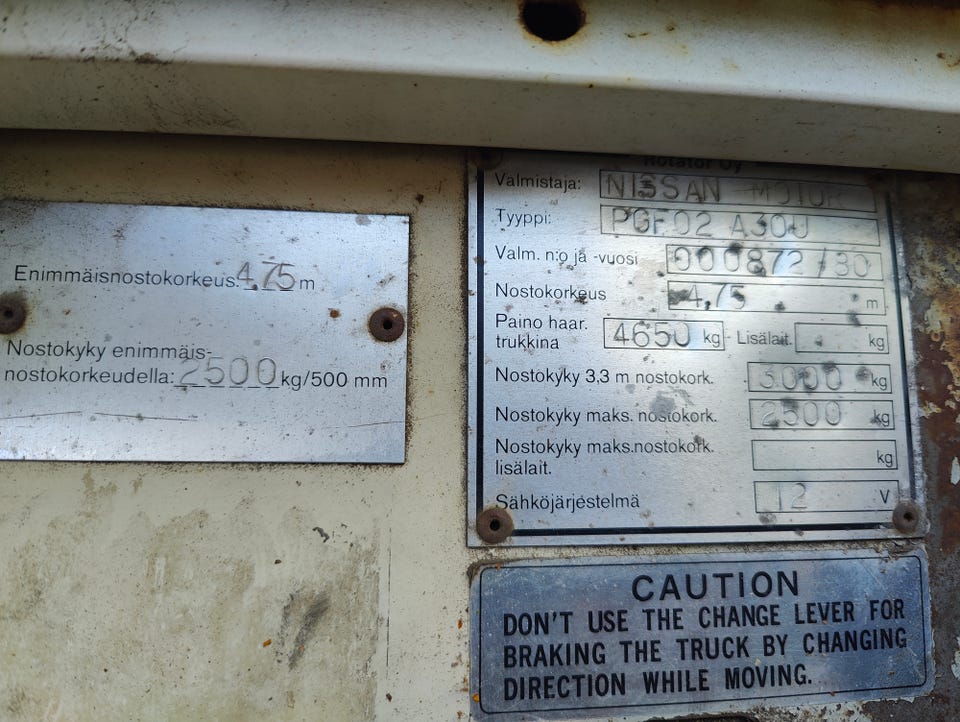 Enimmäisnostokorkeus: 4,75 m
Nostokyky enimmäis-
nostokorkeudella: 2500 kg/500 mm
Rotator Oy
Valmistaja: NISSAN MOTOR
Tyyppi: PGF02 A30U
Valm. n:o ja -vuosi 000872 / 80
Nostokorkeus 4,75 m
Paino haar.
trukkina 4650 kg - Lisälait. kg
Nostokyky 3,3 m nostokork. 3000 kg
Nostokyky maks. nostokork. 2500 kg
Nostokyky maks.nostokork.
lisälait. kg
Sähköjärjestelmä 12 V
CAUTION
DON'T USE THE CHANGE LEVER FOR
BRAKING THE TRUCK BY CHANGING
DIRECTION WHILE MOVING.